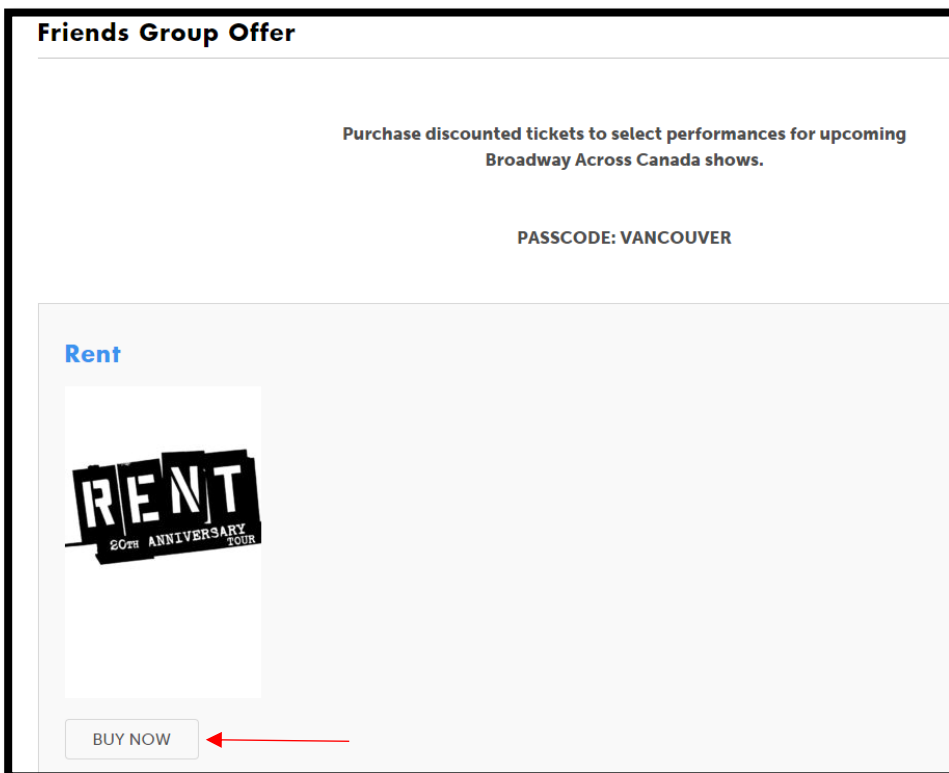 Friends Group Offer
Purchase discounted tickets to select performances for upcoming
Broadway Across Canada shows.
PASSCODE: VANCOUVER
Rent
RENT
20TH ANNIVERSARY
TOUR
BUY NOW